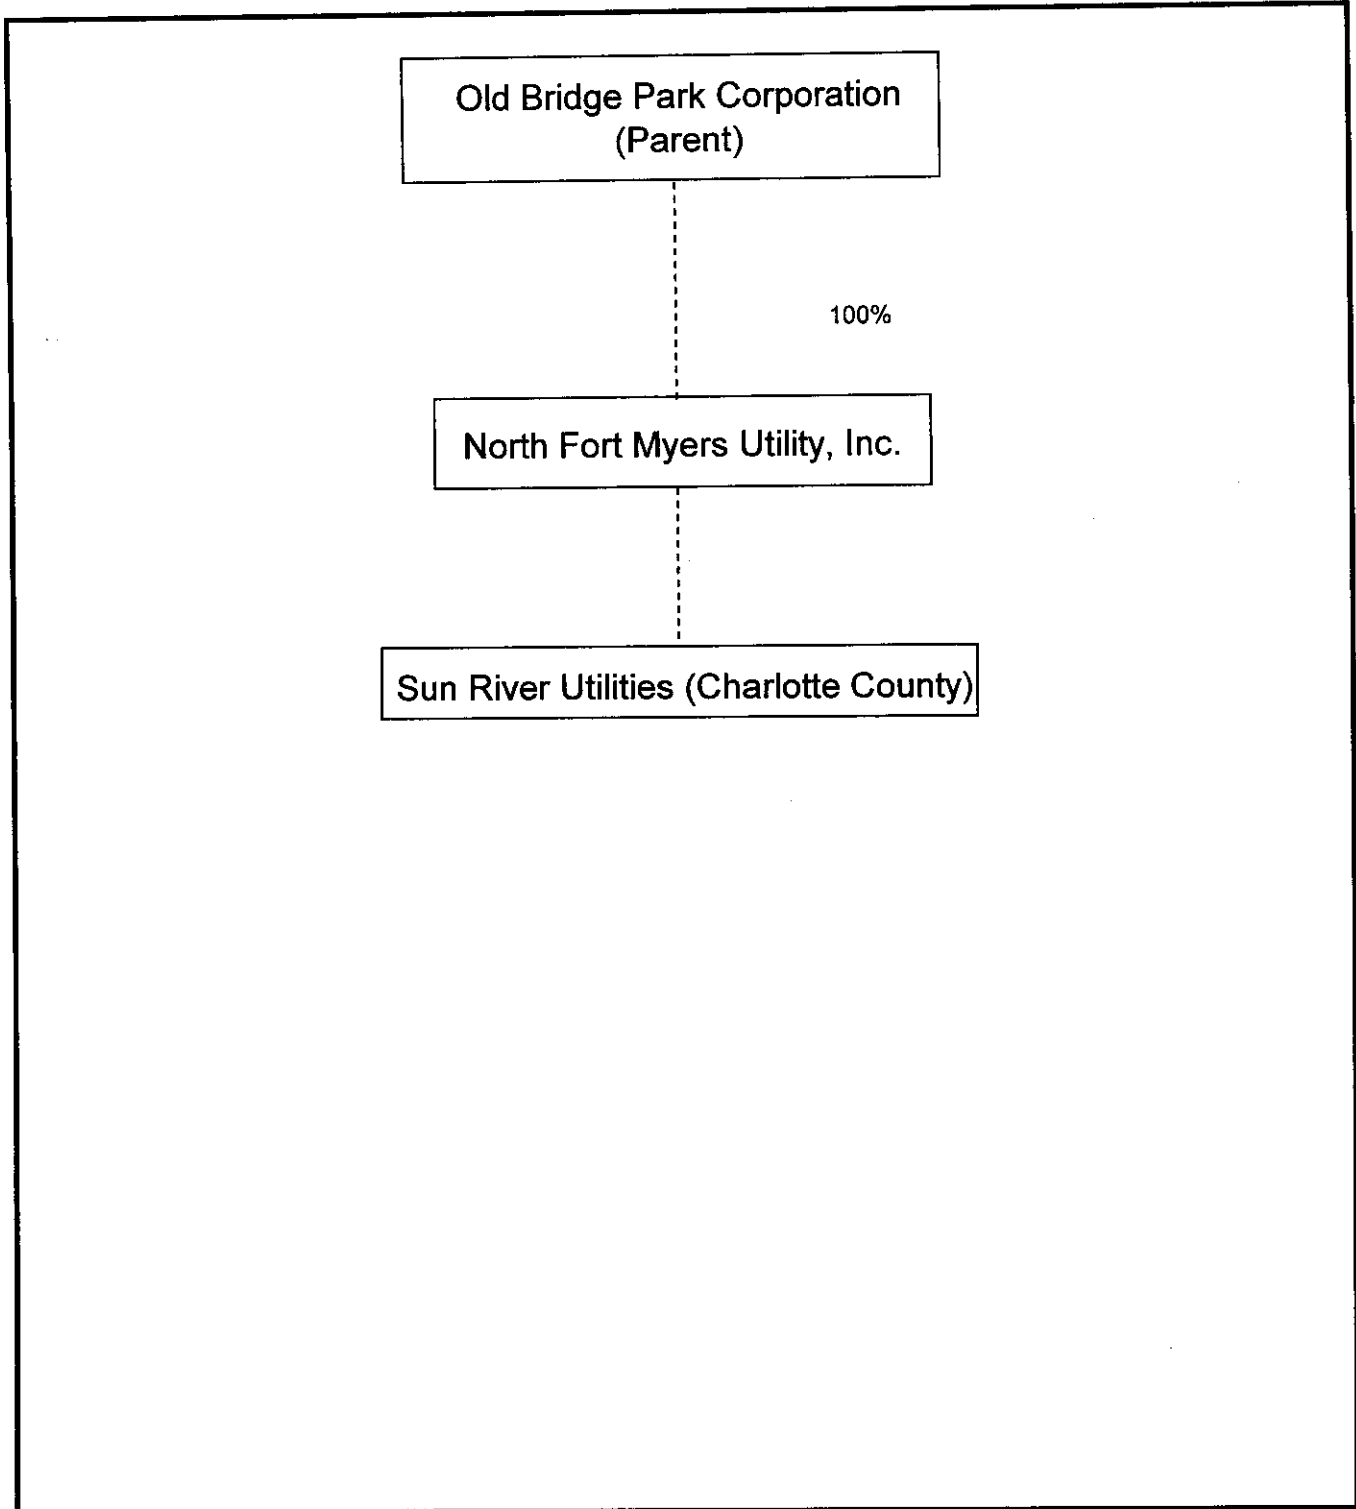 Old Bridge Park Corporation
(Parent)
100%
North Fort Myers Utility, Inc.
Sun River Utilities (Charlotte County)